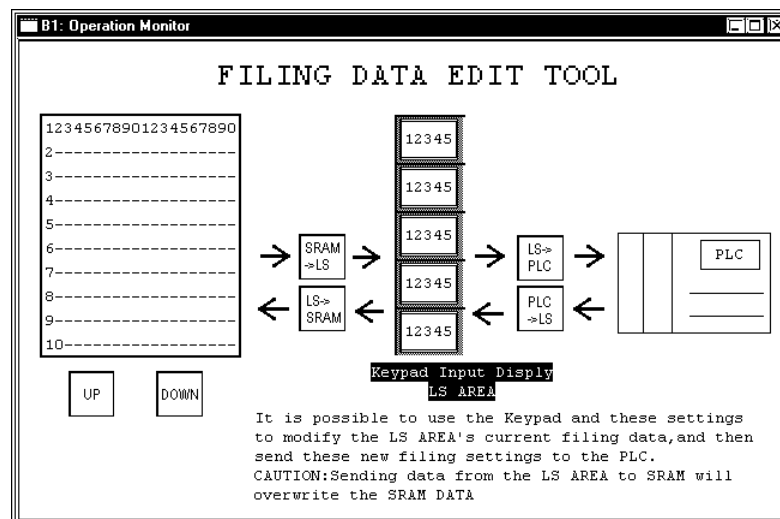 B1: Operation Monitor
FILING DATA EDIT TOOL
12345678901234567890
2-------------------
3-------------------
4-------------------
5-------------------
6-------------------
7-------------------
8-------------------
9-------------------
10------------------
UP
DOWN
SRAM
->LS
LS->
SRAM
12345
12345
12345
12345
12345
Keypad Input Disply
LS AREA
LS->
PLC
PLC
->LS
PLC
It is possible to use the Keypad and these settings
to modify the LS AREA's current filing data,and then
send these new filing settings to the PLC.
CAUTION:Sending data from the LS AREA to SRAM will
overwrite the SRAM DATA